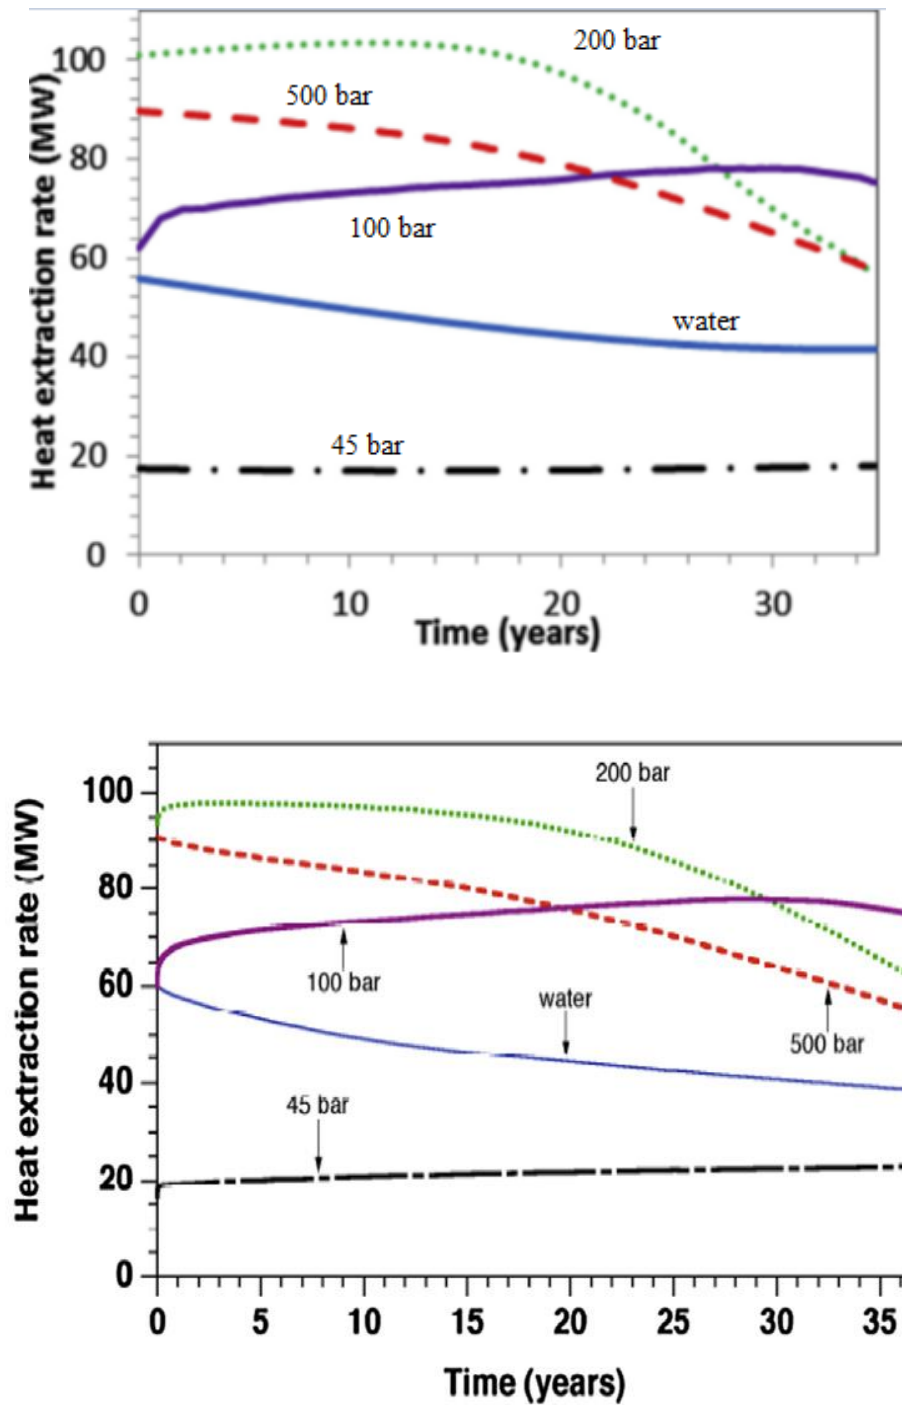 200 bar
100
500 bar
80
100 bar
60
water
40
45 bar
20
0
Heat extraction rate (MW)
0 10 20 30
Time (years)
200 bar
100
80
100 bar
60
water
500 bar
40
45 bar
20
0
Heat extraction rate (MW)
0 5 10 15 20 25 30 35
Time (years)